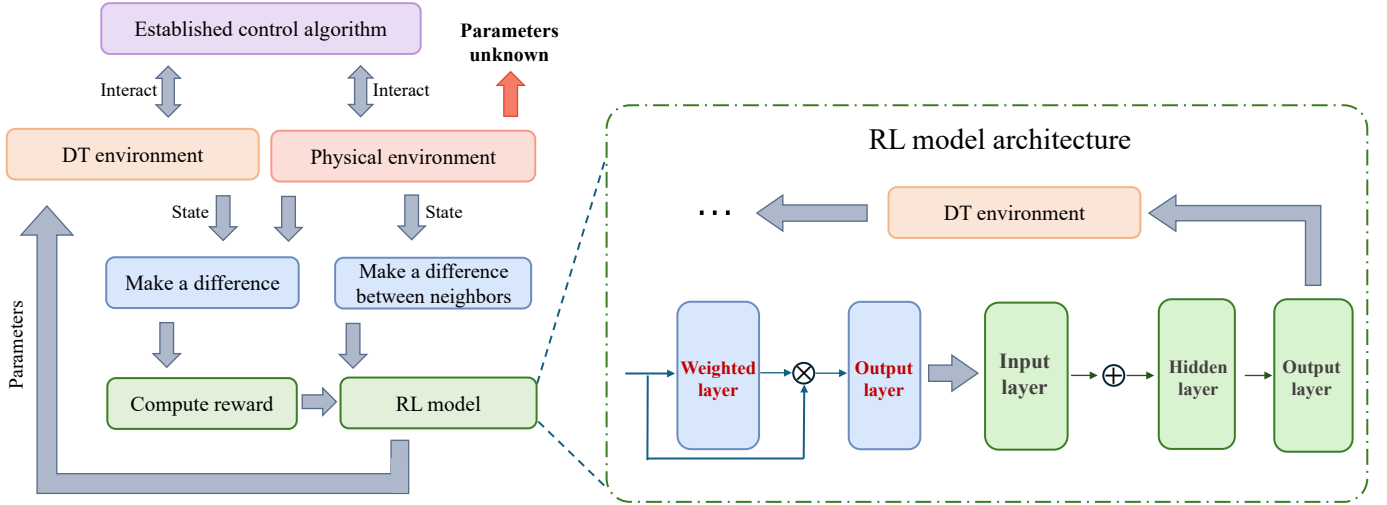 Established control algorithm
Parameters
unknown
Interact
Interact
DT environment
Physical environment
State
State
Make a difference
Make a difference
between neighbors
Parameters
Compute reward
RL model
RL model architecture
...
DT environment
Weighted
layer
Output
layer
Input
layer
Hidden
layer
Output
layer